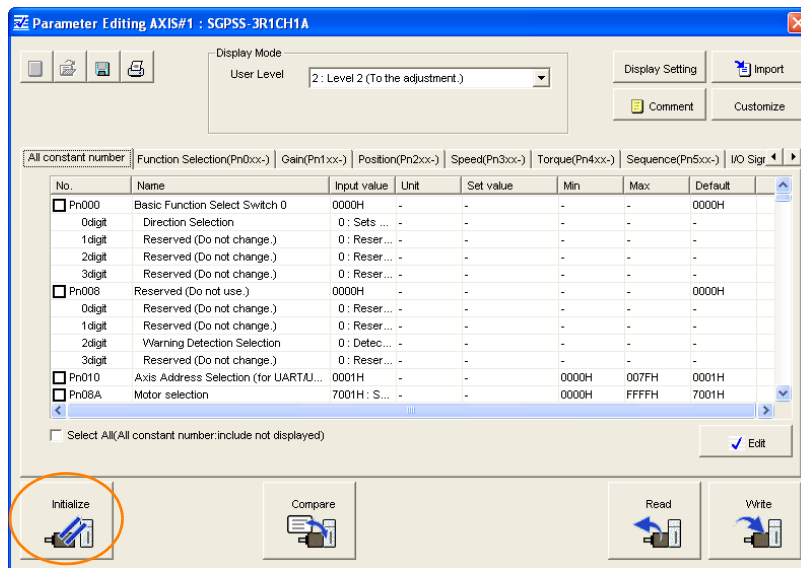 Parameter Editing AXIS#1 : SGPSS-3R1CH1A
Display Mode
User Level 2 : Level 2 (To the adjustment.)
Display Setting Import
Comment Customize
All constant number Function Selection(Pn0xx-) Gain(Pn1xx-) Position(Pn2xx-) Speed(Pn3xx-) Torque(Pn4xx-) Sequence(Pn5xx-) I/O Sigr
No. Name Input value Unit Set value Min Max Default
Pn000 Basic Function Select Switch 0 0000H - - - - 0000H
0digit Direction Selection 0 : Sets ... - - - - -
1digit Reserved (Do not change.) 0 : Reser... - - - - -
2digit Reserved (Do not change.) 0 : Reser... - - - - -
3digit Reserved (Do not change.) 0 : Reser... - - - - -
Pn008 Reserved (Do not use.) 0000H - - - - 0000H
0digit Reserved (Do not change.) 0 : Reser... - - - - -
1digit Reserved (Do not change.) 0 : Reser... - - - - -
2digit Warning Detection Selection 0 : Detec... - - - - -
3digit Reserved (Do not change.) 0 : Reser... - - - - -
Pn010 Axis Address Selection (for UART/U... 0001H - - 0000H 007FH 0001H
Pn08A Motor selection 7001H : S... - - 0000H FFFFH 7001H
Select All(All constant number:include not displayed)
Edit
Initialize Compare Read Write